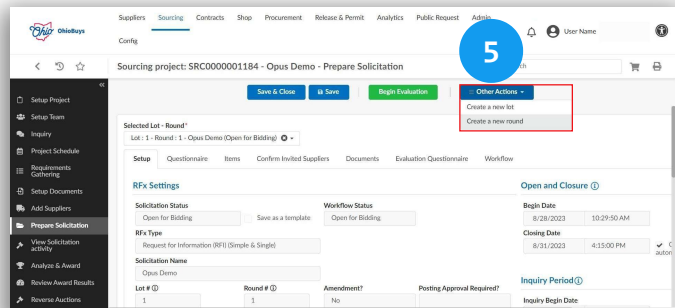 Suppliers Sourcing Contracts Shop Procurement Release & Permit Analytics Public Request Admin
Ohio OhioBuys
5
User Name
Config
Sourcing project: SRC0000001184 - Opus Demo - Prepare Solicitation
Save & Close Save Begin Evaluation Other Actions
Create a new lot
Create a new round
Setup Project
Setup Team
Inquiry
Project Schedule
Requirements
Gathering
Setup Documents
Add Suppliers
Prepare Solicitation
View Solicitation
activity
Analyze & Award
Review Award Results
Reverse Auctions
Selected Lot - Round*
Lot : 1 - Round : 1 - Opus Demo (Open for Bidding)
Setup Questionnaire Items Confirm Invited Suppliers Documents Evaluation Questionnaire Workflow
RFx Settings
Solicitation Status Workflow Status
Open for Bidding Save as a template Open for Bidding
RFx Type
Request for Information (RFI) (Simple & Single)
Solicitation Name
Opus Demo
Lot # Round # Amendment? Posting Approval Required?
1 1 No
Open and Closure
Begin Date
8/28/2023 10:29:50 AM
Closing Date
8/31/2023 4:15:00 PM
Inquiry Period
Inquiry Begin Date